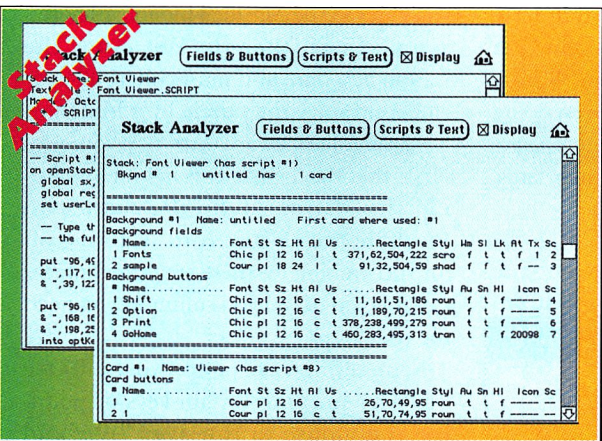 Stack
Analyzer
Stack Analyzer Fields & Buttons Scripts & Text Display
Stack Name: Font Viewer
Text File : Font Viewer.SCRIPT
Monday, Octo
SCRIPT
-- Script #1
on openStack
global sx,
global reg
set userLe
-- Type th
-- the ful
put "96,49
& ",117,10
& ",39,122
put "96,19
& ",168,16
& ",198,25
into optKe
Stack Analyzer Fields & Buttons Scripts & Text Display
Stack: Font Viewer (has script #1)
Bkgnd # 1 untitled has 1 card
==================================================
==================================================
Background #1 Name: untitled First card where used: #1
Background fields
# Name.............. Font St Sz Ht Al Vs ......Rectangle Styl Wm Sl Lk At Tx Sc
1 Fonts Chic pl 12 16 l t 371,62,504,222 scro f t t f 1 2
2 sample Cour pl 18 24 l t 91,32,504,59 shad f t f f -- 3
Background buttons
# Name.............. Font St Sz Ht Al Vs ......Rectangle Styl Au Sn Hl Icon Sc
1 Shift Chic pl 12 16 c t 11,161,51,186 roun f t f ----- 4
2 Option Chic pl 12 16 c t 11,189,70,215 roun f t f ----- 5
3 Print Chic pl 12 16 c t 378,238,499,279 roun t t f ----- 6
4 GoHome Chic pl 12 16 c t 460,283,495,313 tran t f f 20098 7
==================================================
Card #1 Name: Viewer (has script #8)
Card buttons
# Name.............. Font St Sz Ht Al Vs ......Rectangle Styl Au Sn Hl Icon Sc
1 ` Cour pl 12 16 c t 26,70,49,95 roun t t f -----
2 1 Cour pl 12 16 c t 51,70,74,95 roun t t f -----